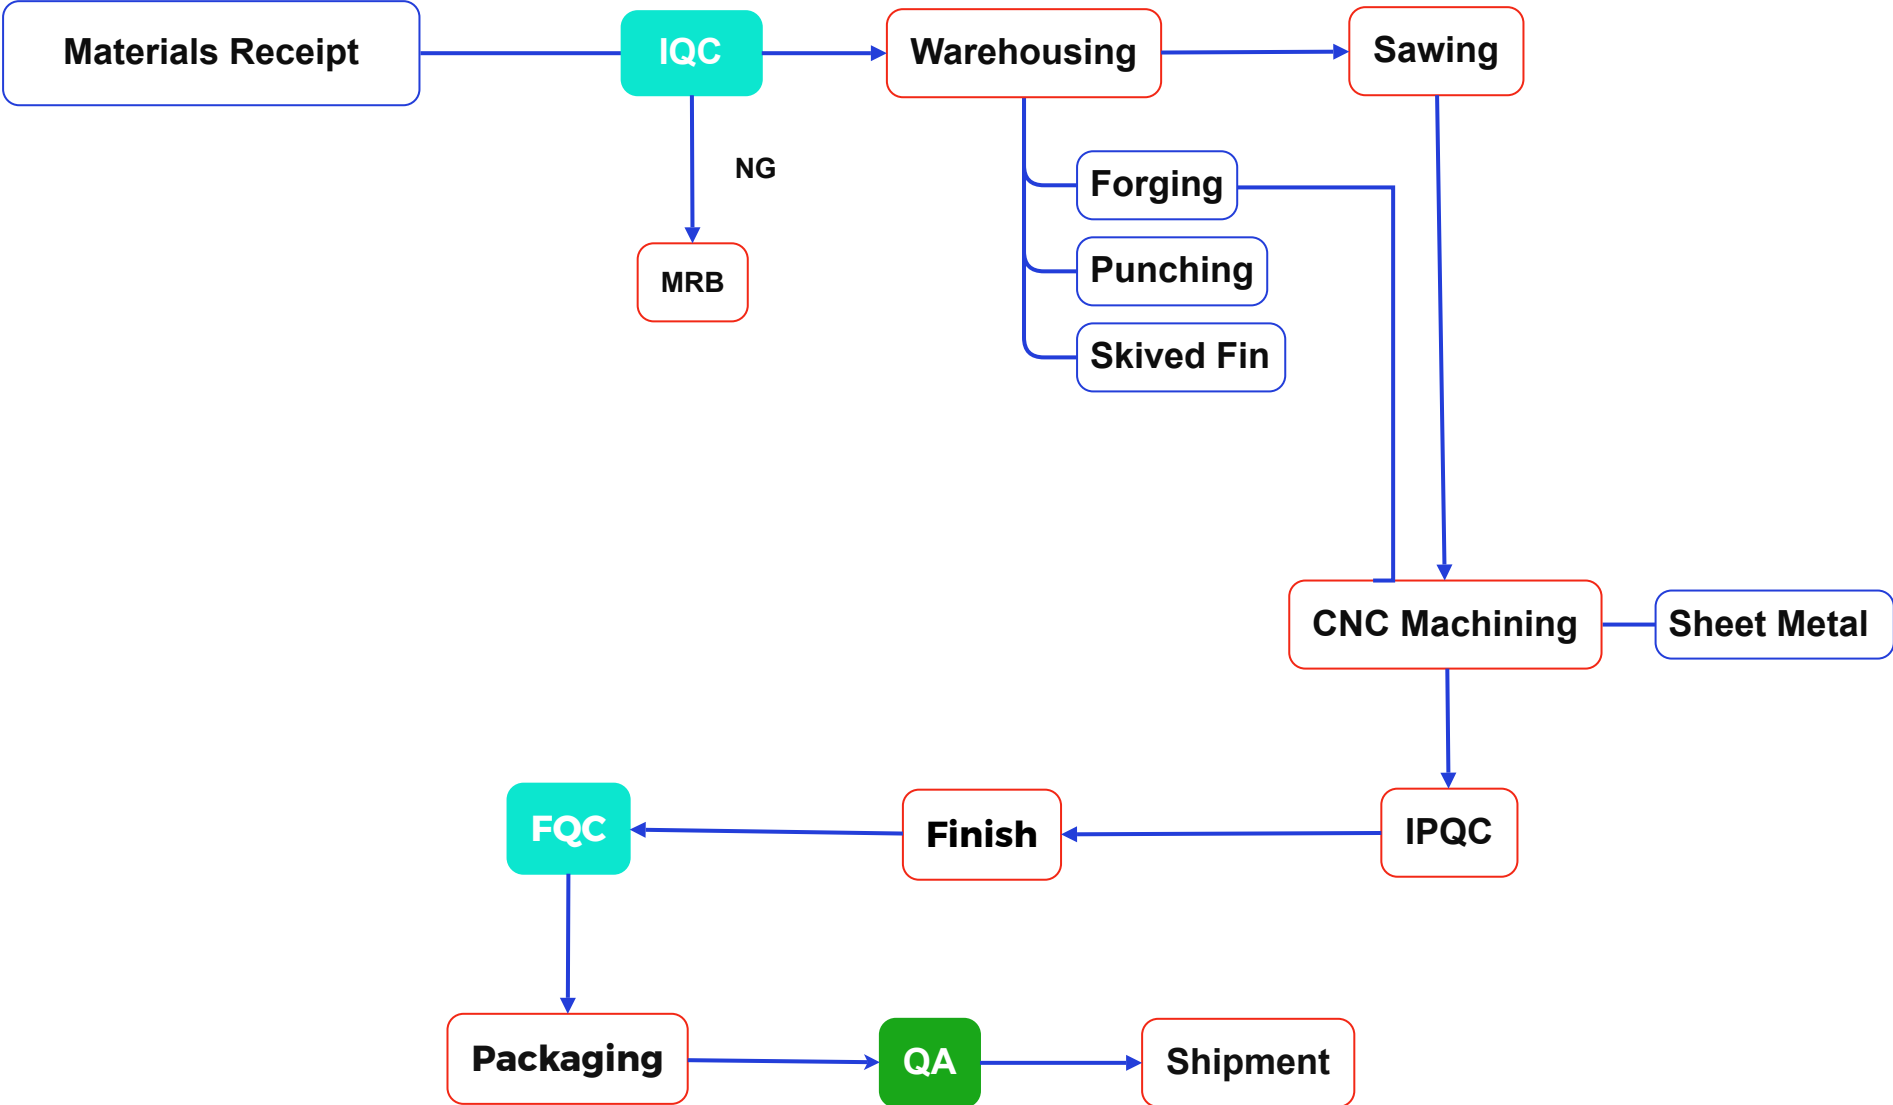 Materials Receipt
IQC
Warehousing
Sawing
NG
Forging
Punching
MRB
Skived Fin
CNC Machining
Sheet Metal
FQC
Finish
IPQC
Packaging
QA
Shipment